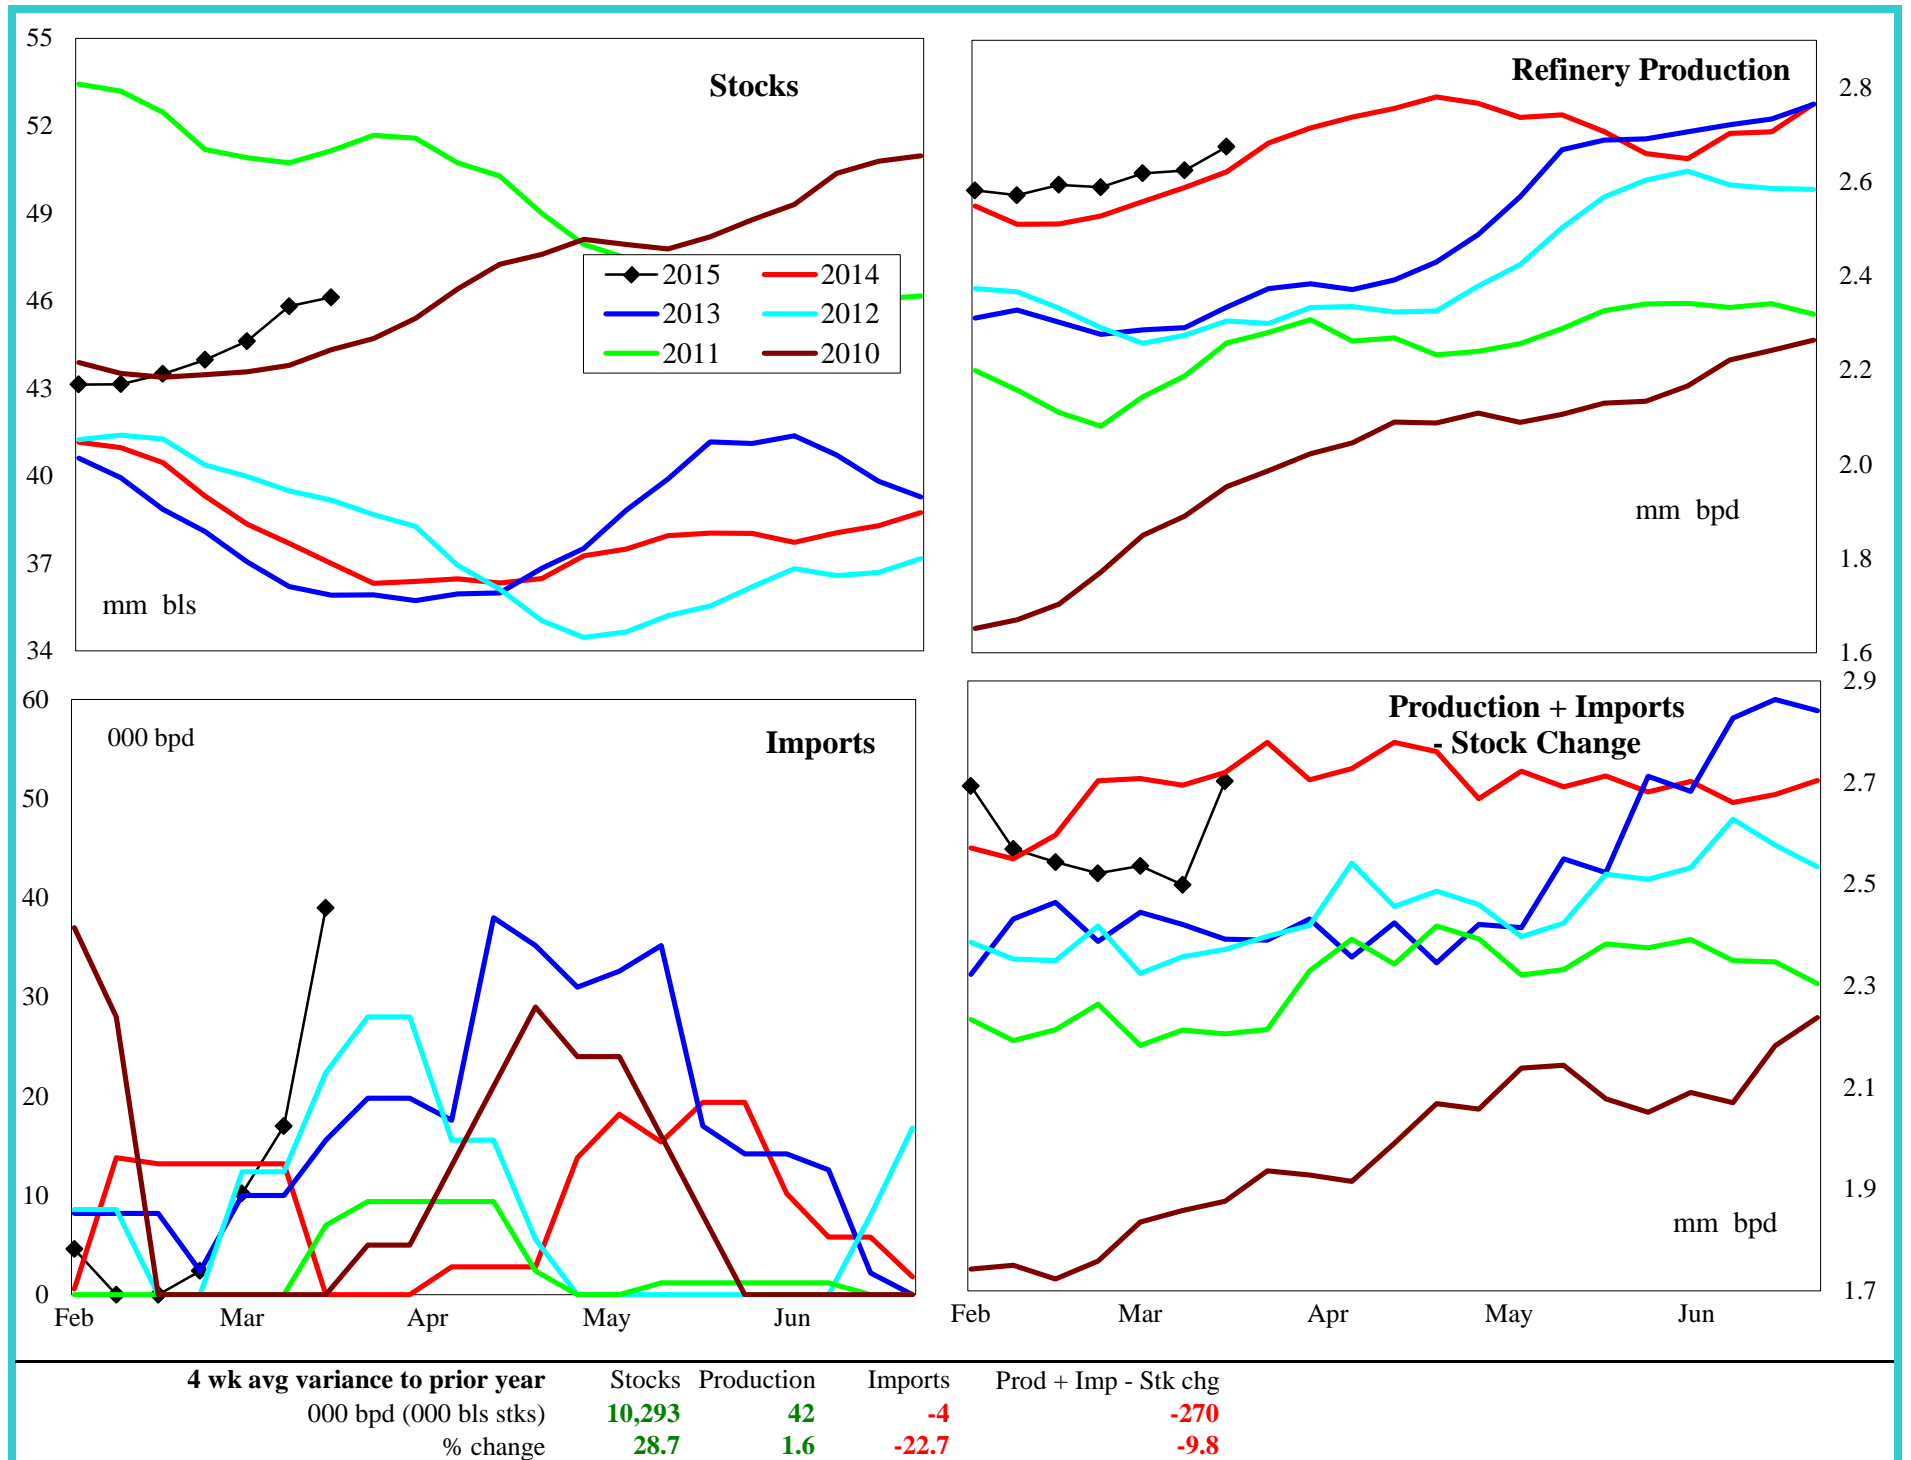 Stocks
55
52
49
46
43
40
37
34
mm bls
2015 2014
2013 2012
2011 2010
Refinery Production
2.8
2.6
2.4
2.2
2.0
1.8
1.6
mm bpd
Imports
000 bpd
60
50
40
30
20
10
0
Feb Mar Apr May Jun
Production + Imports
- Stock Change
2.9
2.7
2.5
2.3
2.1
1.9
1.7
mm bpd
Feb Mar Apr May Jun
4 wk avg variance to prior year Stocks Production Imports Prod + Imp - Stk chg
000 bpd (000 bls stks) 10,293 42 -4 -270
% change 28.7 1.6 -22.7 -9.8